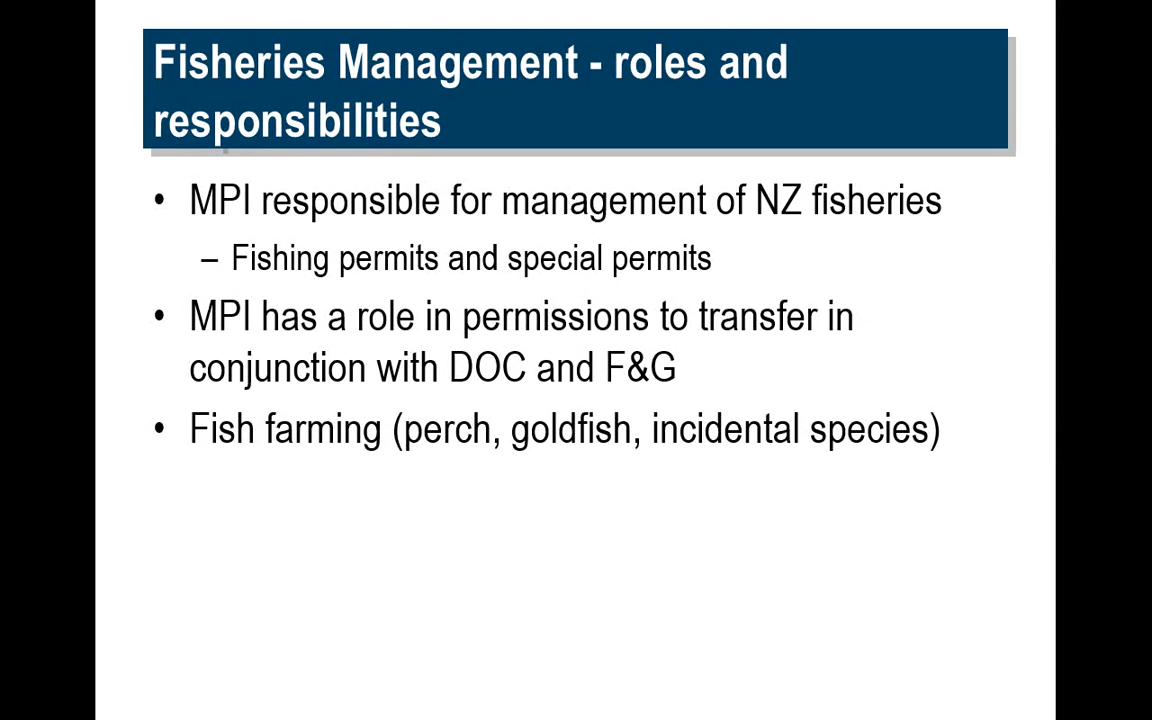 Fisheries Management - roles and
responsibilities
• MPI responsible for management of NZ fisheries
– Fishing permits and special permits
• MPI has a role in permissions to transfer in
conjunction with DOC and F&G
• Fish farming (perch, goldfish, incidental species)